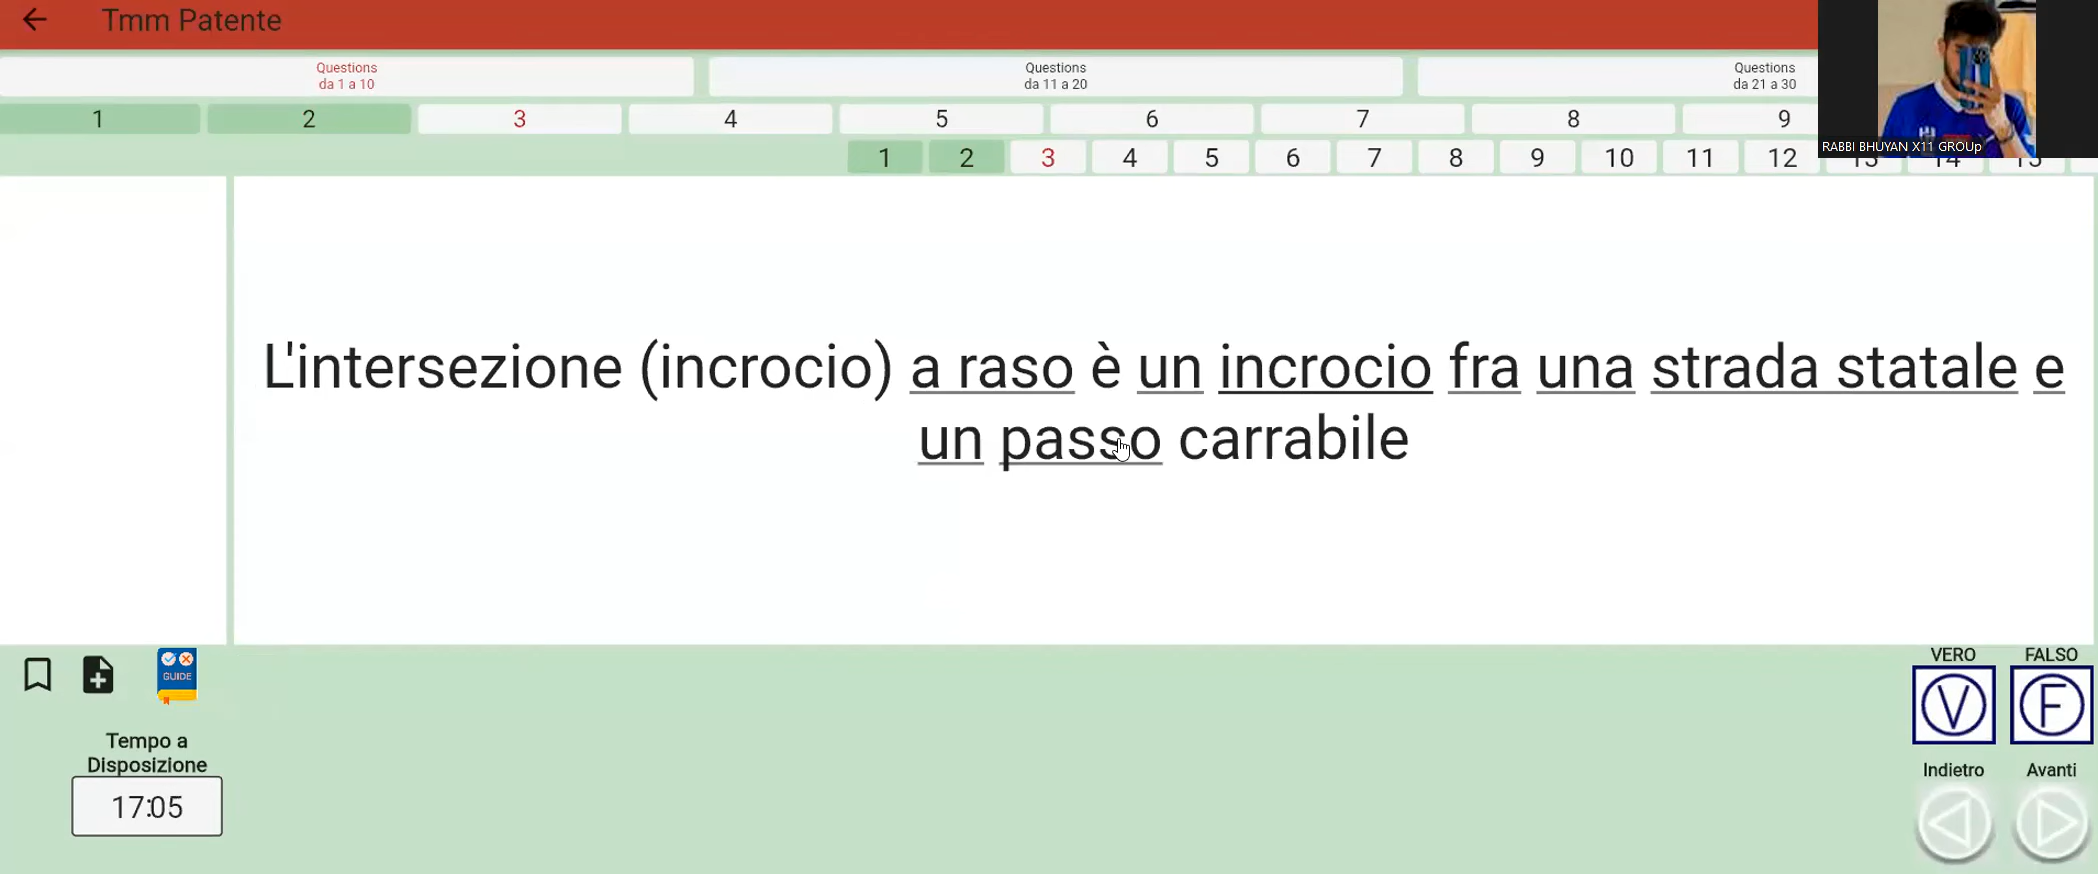 Tmm Patente
Questions
da 1 a 10
Questions
da 11 a 20
Questions
da 21 a 30
1 2 3 4 5 6 7 8 9
1 2 3 4 5 6 7 8 9 10 11 12 13 14 15
RABBI BHUYAN X11 GROUp
L'intersezione (incrocio) a raso è un incrocio fra una strada statale e
un passo carrabile
GUIDE
VERO FALSO
V F
Tempo a
Disposizione
17:05
Indietro Avanti